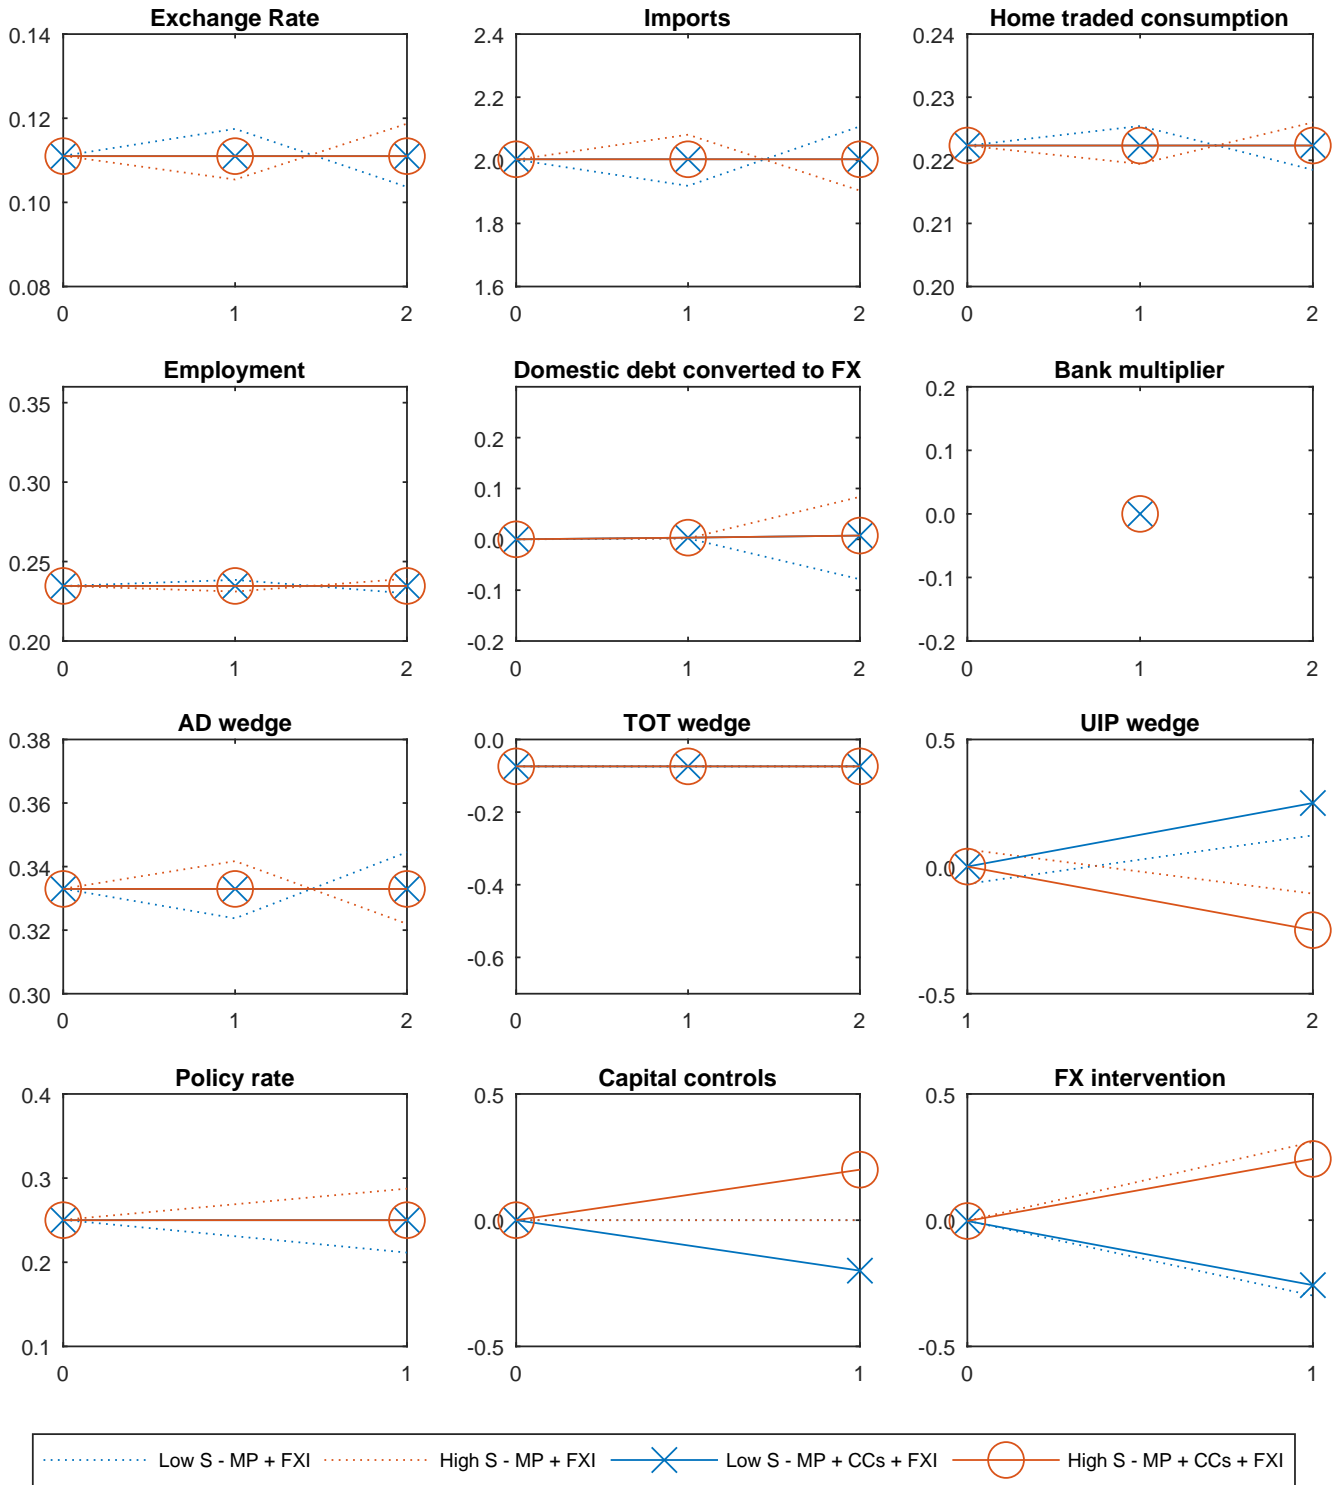 Exchange Rate
0.14
0.12
0.10
0.08
0 1 2
Imports
2.4
2.2
2.0
1.8
1.6
0 1 2
Home traded consumption
0.24
0.23
0.22
0.21
0.20
0 1 2
Employment
0.35
0.30
0.25
0.20
0 1 2
Domestic debt converted to FX
0.2
0.1
0.0
-0.1
-0.2
0 1 2
Bank multiplier
0.2
0.1
0.0
-0.1
-0.2
0 1 2
AD wedge
0.38
0.36
0.34
0.32
0.30
0 1 2
TOT wedge
0.0
-0.2
-0.4
-0.6
0 1 2
UIP wedge
0.5
0.0
-0.5
1 2
Policy rate
0.4
0.3
0.2
0.1
0 1
Capital controls
0.5
0.0
-0.5
0 1
FX intervention
0.5
0.0
-0.5
0 1
Low S - MP + FXI High S - MP + FXI Low S - MP + CCs + FXI High S - MP + CCs + FXI